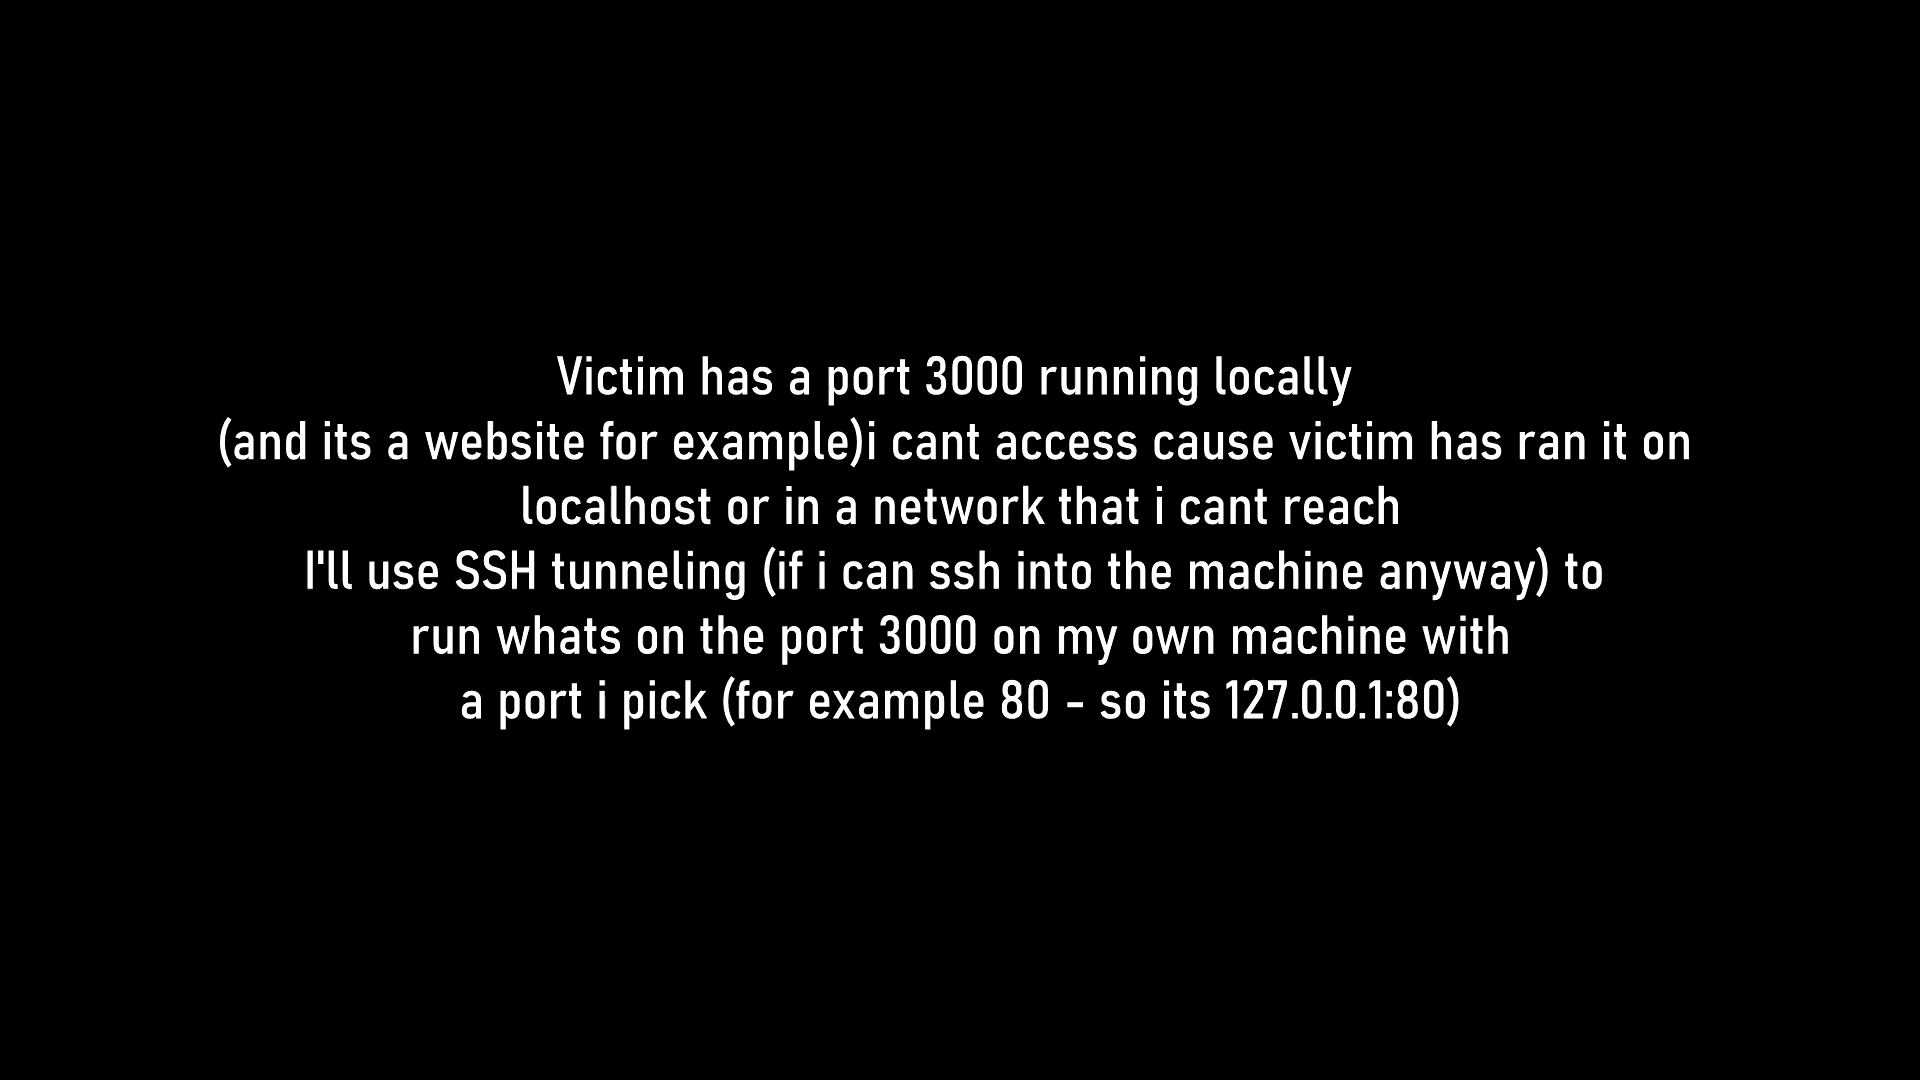 Victim has a port 3000 running locally
(and its a website for example)i cant access cause victim has ran it on
localhost or in a network that i cant reach
I'll use SSH tunneling (if i can ssh into the machine anyway) to
run whats on the port 3000 on my own machine with
a port i pick (for example 80 - so its 127.0.0.1:80)